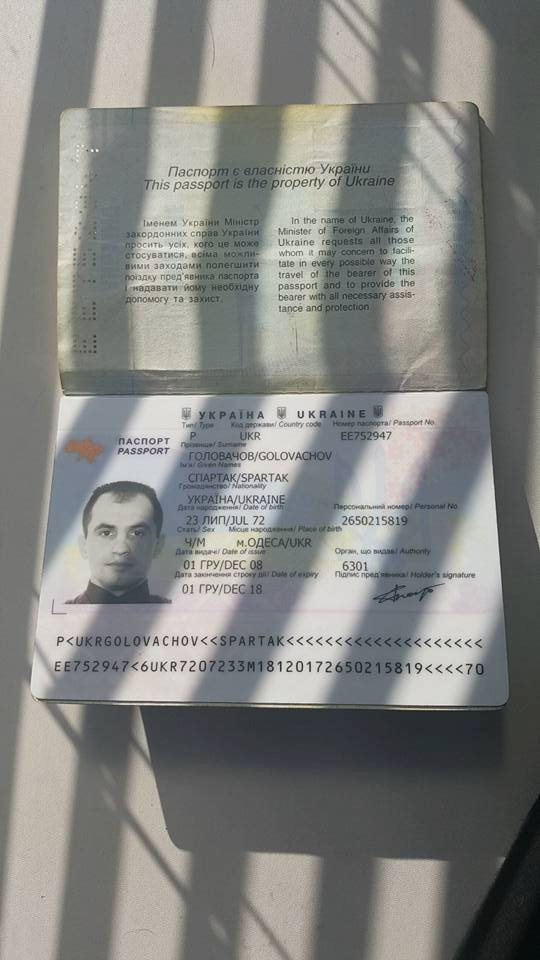 Паспорт є власністю України
This passport is the property of Ukraine
Іменем України Міністр
закордонних справ України
просить усіх, кого це може
стосуватися, всіма можли-
вими заходами полегшити
поїздку пред'явника паспорта
і надавати йому необхідну
допомогу та захист.
In the name of Ukraine, the
Minister of Foreign Affairs of
Ukraine requests all those
whom it may concern to facili-
tate in every possible way the
travel of the bearer of this
passport and to provide the
bearer with all necessary assis-
tance and protection
УКРАЇНА UKRAINE
Тип/ Type Код держави/ Country code Номер паспорта/ Passport No.
P UKR EE752947
ПАСПОРТ
PASSPORT
Прізвище/ Surname
ГОЛОВАЧОВ/GOLOVACHOV
Ім'я/ Given Names
СПАРТАК/SPARTAK
Громадянство/ Nationality
УКРАЇНА/UKRAINE
Дата народження/ Date of birth Персональний номер/ Personal No.
23 ЛИП/JUL 72 2650215819
Стать/ Sex Місце народження/ Place of birth
Ч/M м.ОДЕСА/UKR
Дата видачі/ Date of issue Орган, що видав/ Authority
01 ГРУ/DEC 08 6301
Дата закінчення строку дії/ Date of expiry Підпис пред'явника/ Holder's signature
01 ГРУ/DEC 18
P<UKRGOLOVACHOV<<SPARTAK<<<<<<<<<<<<<<<<<<<<
EE752947<6UKR7207233M18120172650215819<<<<70